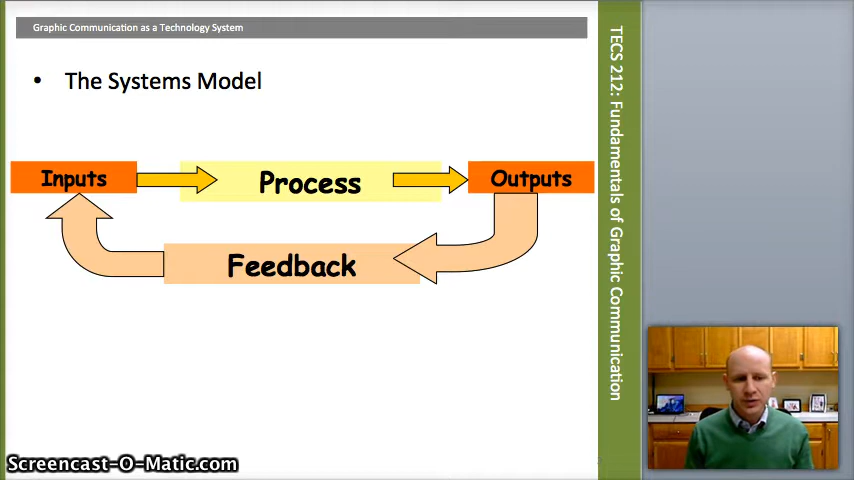 Graphic Communication as a Technology System
• The Systems Model
Inputs
Process
Outputs
Feedback
TECS 212: Fundamentals of Graphic Communication
Screencast-O-Matic.com